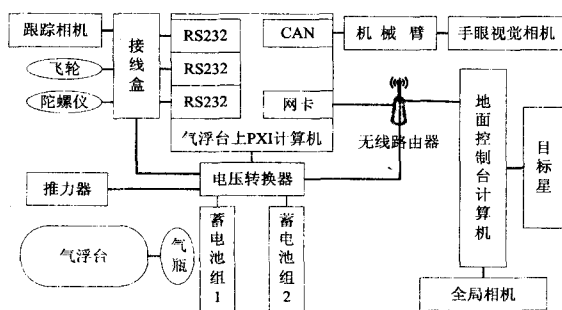 跟踪相机
飞轮
陀螺仪
接线盒
RS232
RS232
RS232
CAN
网卡
气浮台上PXI计算机
机械臂
手眼视觉相机
无线路由器
地面控制台计算机
目标星
电压转换器
推力器
气浮台
气瓶
蓄电池组1
蓄电池组2
全局相机